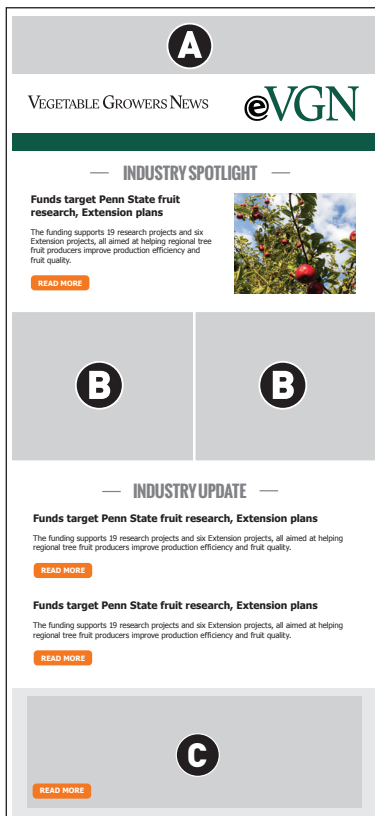 A
VEGETABLE GROWERS NEWS
eVGN
INDUSTRY SPOTLIGHT
Funds target Penn State fruit
research, Extension plans
The funding supports 19 research projects and six
Extension projects, all aimed at helping regional tree
fruit producers improve production efficiency and
fruit quality.
READ MORE
B
B
INDUSTRY UPDATE
Funds target Penn State fruit research, Extension plans
The funding supports 19 research projects and six Extension projects, all aimed at helping
regional tree fruit producers improve production efficiency and fruit quality.
READ MORE
Funds target Penn State fruit research, Extension plans
The funding supports 19 research projects and six Extension projects, all aimed at helping
regional tree fruit producers improve production efficiency and fruit quality.
READ MORE
C
READ MORE